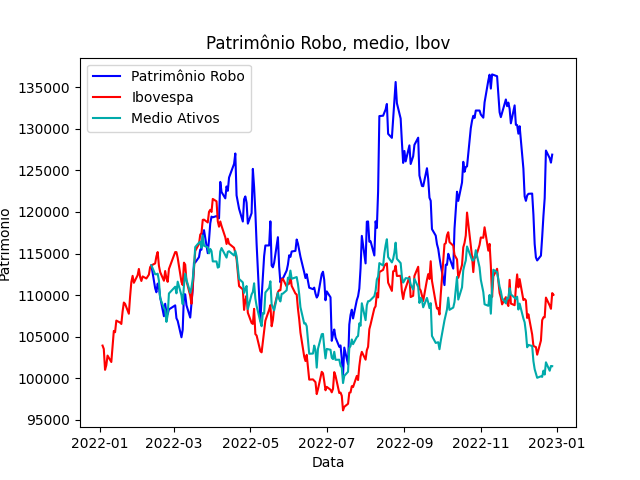 Patrimônio Robo, medio, Ibov
Patrimônio Robo
Ibovespa
Medio Ativos
Patrimonio
135000
130000
125000
120000
115000
110000
105000
100000
95000
2022-01
2022-03
2022-05
2022-07
2022-09
2022-11
2023-01
Data